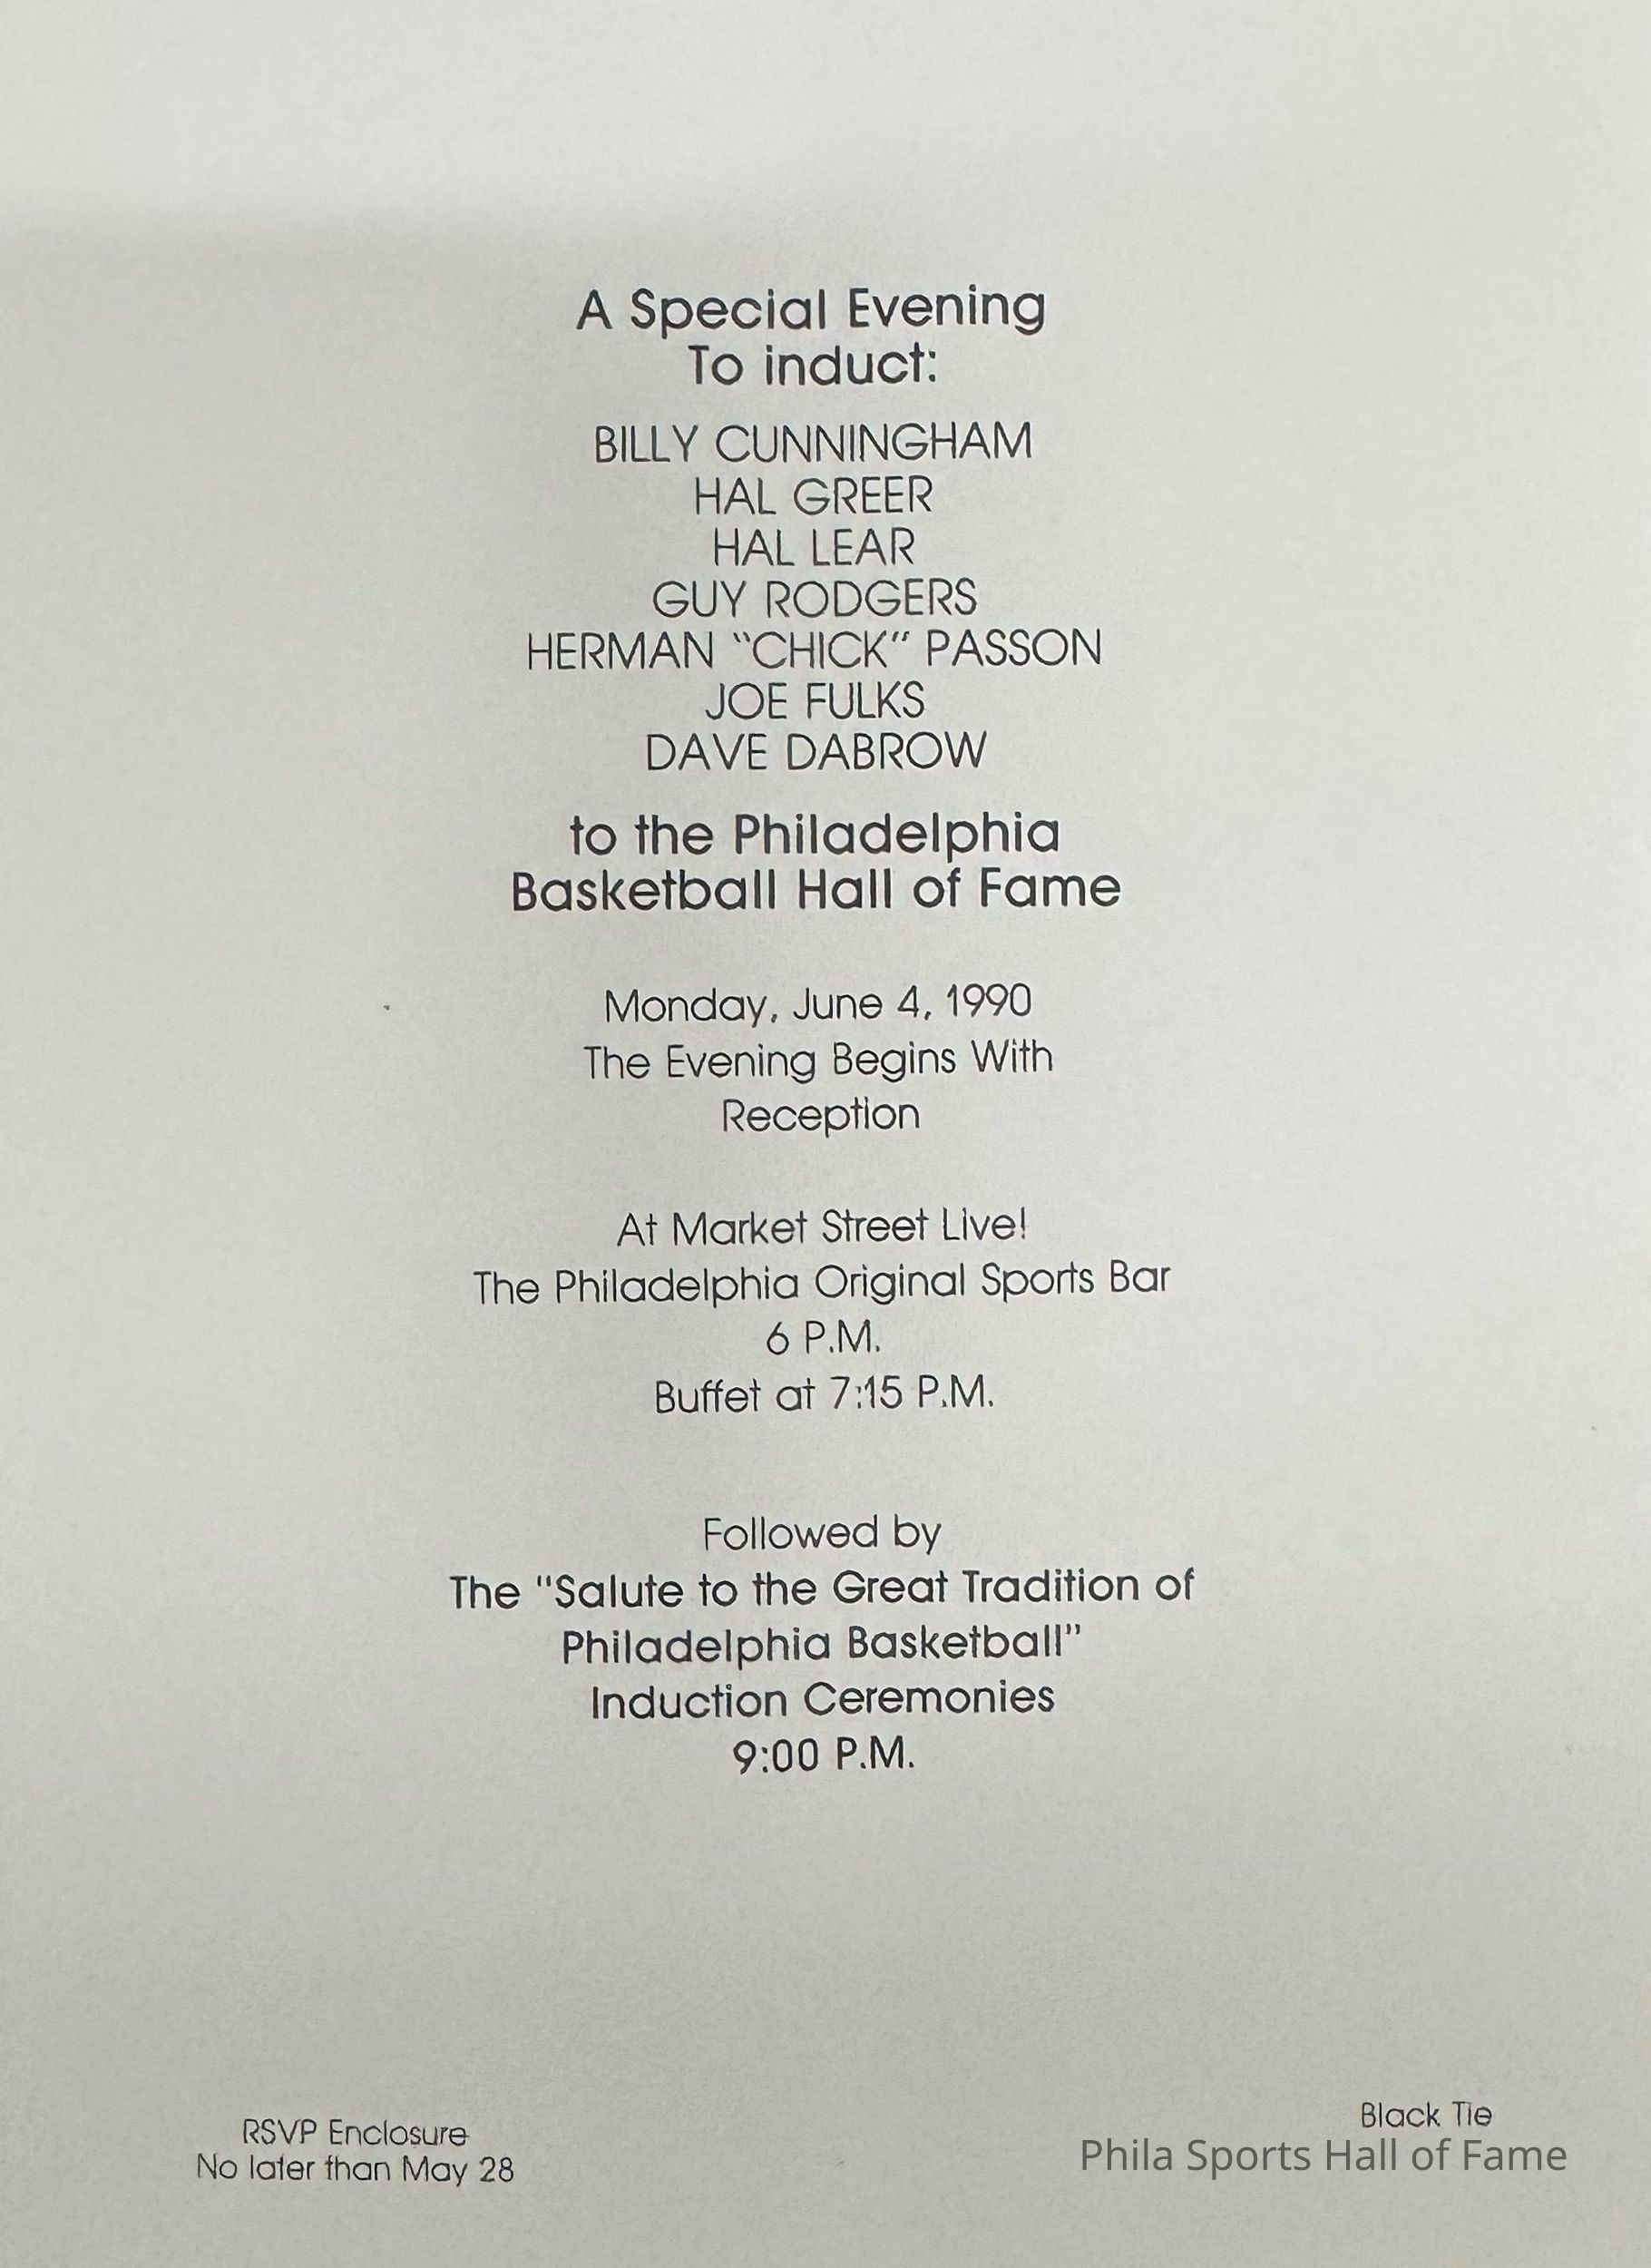 A Special Evening
To induct:
BILLY CUNNINGHAM
HAL GREER
HAL LEAR
GUY RODGERS
HERMAN “CHICK” PASSON
JOE FULKS
DAVE DABROW
to the Philadelphia
Basketball Hall of Fame
Monday, June 4, 1990
The Evening Begins With
Reception
At Market Street Live!
The Philadelphia Original Sports Bar
6 P.M.
Buffet at 7:15 P.M.
Followed by
The "Salute to the Great Tradition of
Philadelphia Basketball”
Induction Ceremonies
9:00 P.M.
RSVP Enclosure
No later than May 28
Black Tie
Phila Sports Hall of Fame